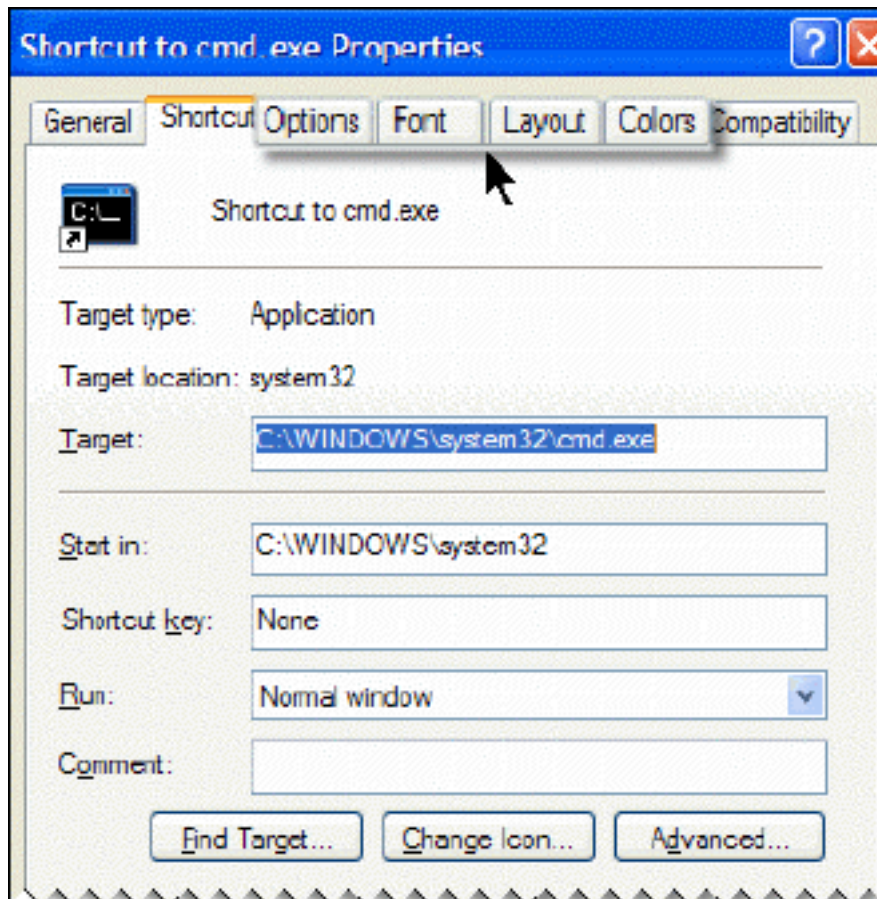 Shortcut to cmd.exe Properties
General Shortcut Options Font Layout Colors Compatibility
C:\_
Shortcut to cmd.exe
Target type: Application
Target location: system32
Target: C:\WINDOWS\system32\cmd.exe
Start in: C:\WINDOWS\system32
Shortcut key: None
Run: Normal window
Comment:
Find Target... Change Icon... Advanced...